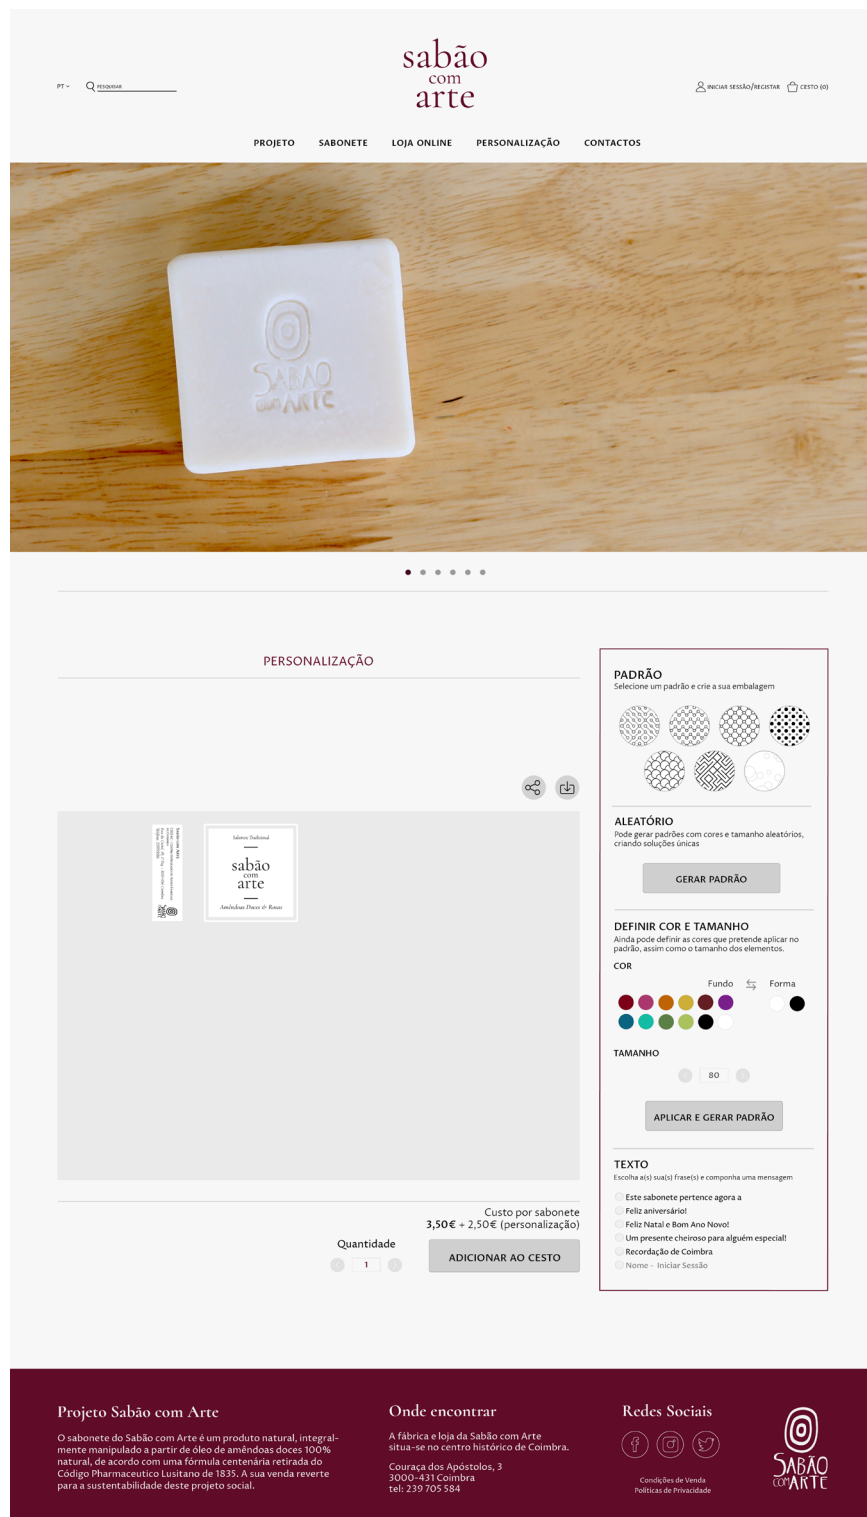 sabão
com
arte
PT
PESQUISAR
INICIAR SESSÃO/REGISTAR
CESTO (0)
PROJETO SABONETE LOJA ONLINE PERSONALIZAÇÃO CONTACTOS
SABAO
COM ARTE
PERSONALIZAÇÃO
Sabão com Arte
sabão
com
arte
Amêndoas Doces & Rosas
Custo por sabonete
3,50€ + 2,50€ (personalização)
Quantidade
1
ADICIONAR AO CESTO
PADRÃO
Selecione um padrão e crie a sua embalagem
ALEATÓRIO
Pode gerar padrões com cores e tamanho aleatórios,
criando soluções únicas
GERAR PADRÃO
DEFINIR COR E TAMANHO
Ainda pode definir as cores que pretende aplicar no
padrão, assim como o tamanho dos elementos.
COR
Fundo Forma
TAMANHO
80
APLICAR E GERAR PADRÃO
TEXTO
Escolha a(s) sua(s) frase(s) e componha uma mensagem
Este sabonete pertence agora a
Feliz aniversário!
Feliz Natal e Bom Ano Novo!
Um presente cheiroso para alguém especial!
Recordação de Coimbra
Nome - Iniciar Sessão
Projeto Sabão com Arte
O sabonete do Sabão com Arte é um produto natural, integral-
mente manipulado a partir de óleo de amêndoas doces 100%
natural, de acordo com uma fórmula centenária retirada do
Código Pharmaceutico Lusitano de 1835. A sua venda reverte
para a sustentabilidade deste projeto social.
Onde encontrar
A fábrica e loja da Sabão com Arte
situa-se no centro histórico de Coimbra.
Couraça dos Apóstolos, 3
3000-431 Coimbra
tel: 239 705 584
Redes Sociais
Condições de Venda
Políticas de Privacidade
SABÃO
COM ARTE